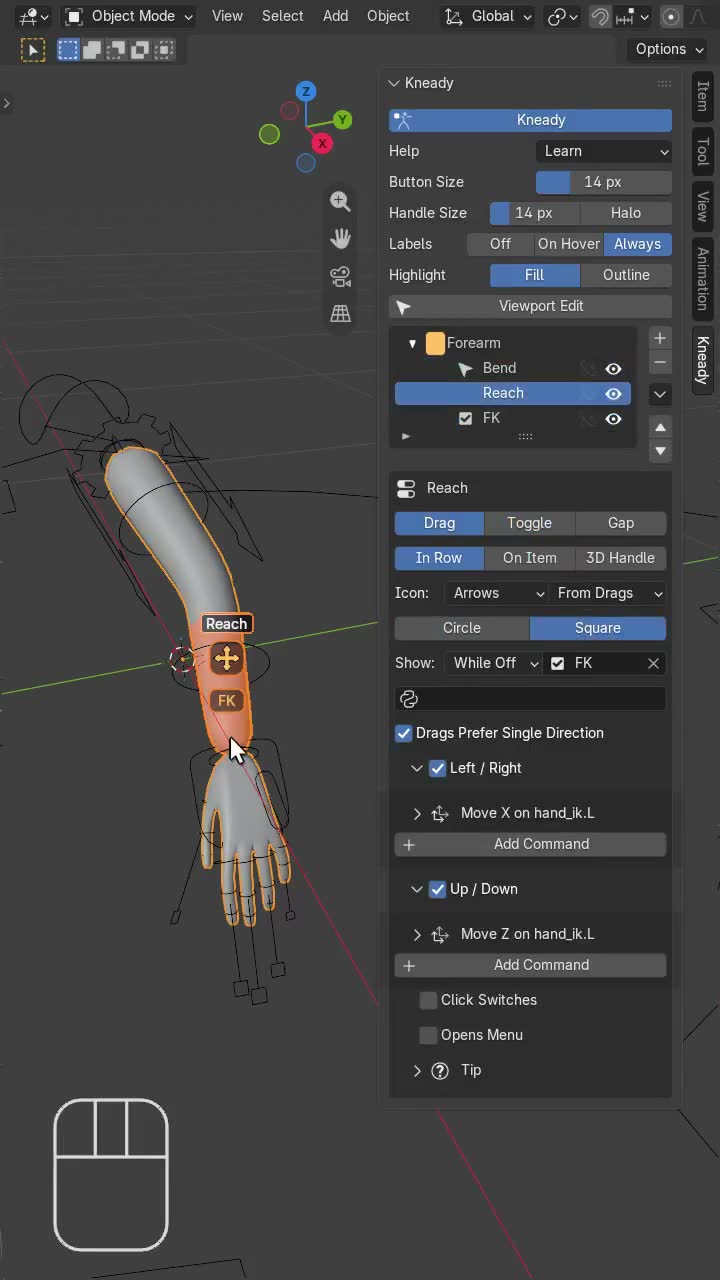 Object Mode View Select Add Object Global
Options
Kneady
Kneady
Help Learn
Button Size 14 px
Handle Size 14 px Halo
Labels Off On Hover Always
Highlight Fill Outline
Viewport Edit
Forearm
Bend
Reach
FK
Reach
Drag Toggle Gap
In Row On Item 3D Handle
Icon: Arrows From Drags
Circle Square
Show: While Off FK
Drags Prefer Single Direction
Left / Right
Move X on hand_ik.L
Add Command
Up / Down
Move Z on hand_ik.L
Add Command
Click Switches
Opens Menu
Tip
Item
Tool
View
Animation
Kneady
Z
Y
X
Reach
FK